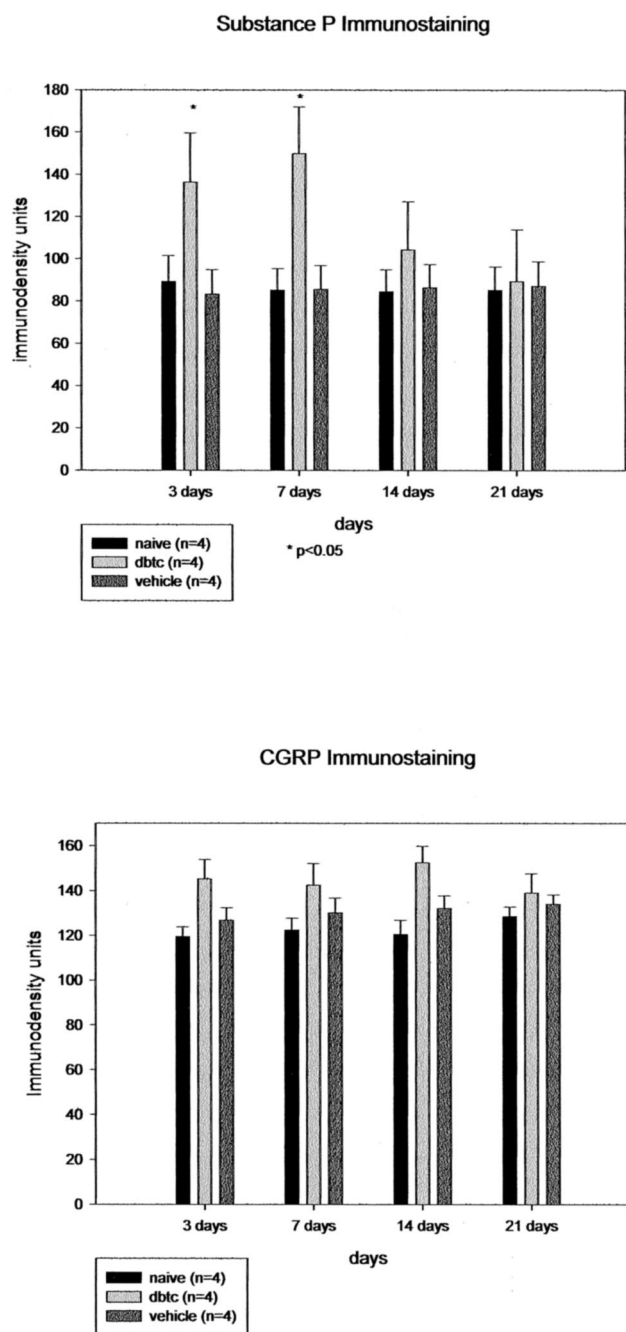 Substance P Immunostaining
180
160
140
120
100
80
60
40
20
0
immunodensity units
*
*
3 days
7 days
14 days
21 days
days
* p<0.05
naive (n=4)
dbtc (n=4)
vehicle (n=4)
CGRP Immunostaining
160
140
120
100
80
60
40
20
0
Immunodensity units
3 days
7 days
14 days
21 days
days
naive (n=4)
dbtc (n=4)
vehicle (n=4)